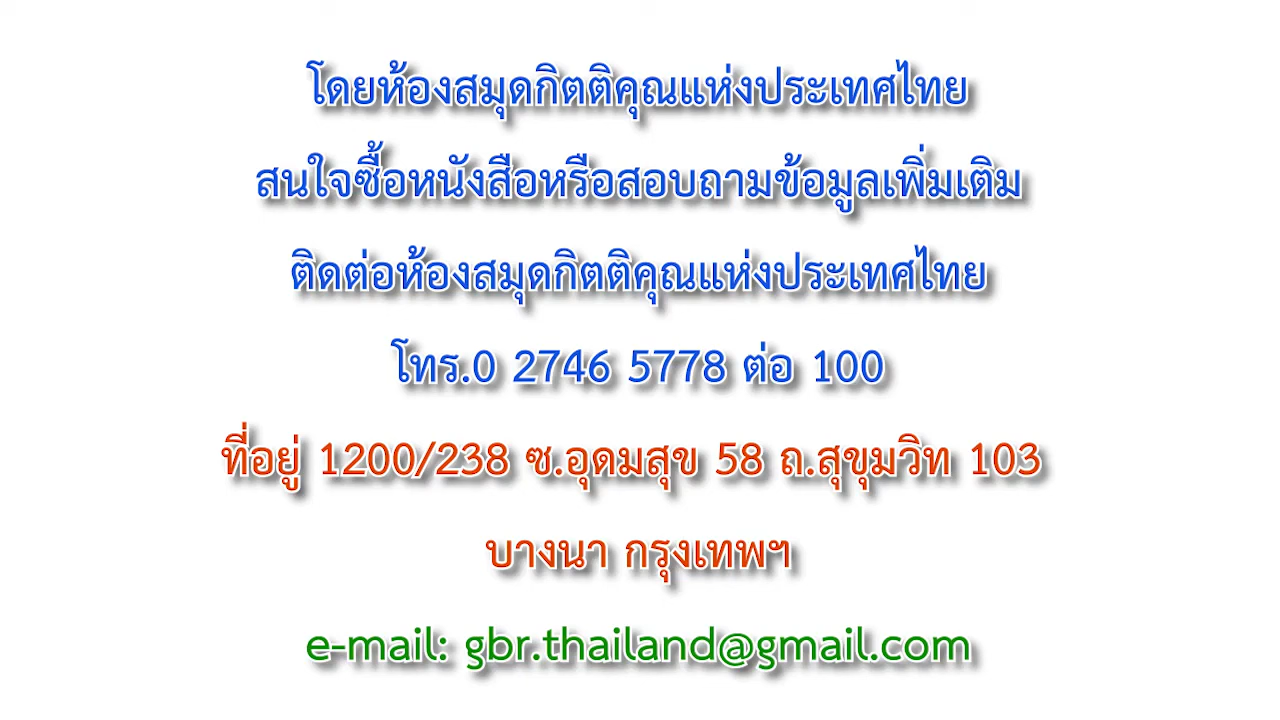 โดยห้องสมุดกิตติคุณแห่งประเทศไทย
สนใจซื้อหนังสือหรือสอบถามข้อมูลเพิ่มเติม
ติดต่อห้องสมุดกิตติคุณแห่งประเทศไทย
โทร.0 2746 5778 ต่อ 100
ที่อยู่ 1200/238 ซ.อุดมสุข 58 ถ.สุขุมวิท 103
บางนา กรุงเทพฯ
e-mail: gbr.thailand@gmail.com